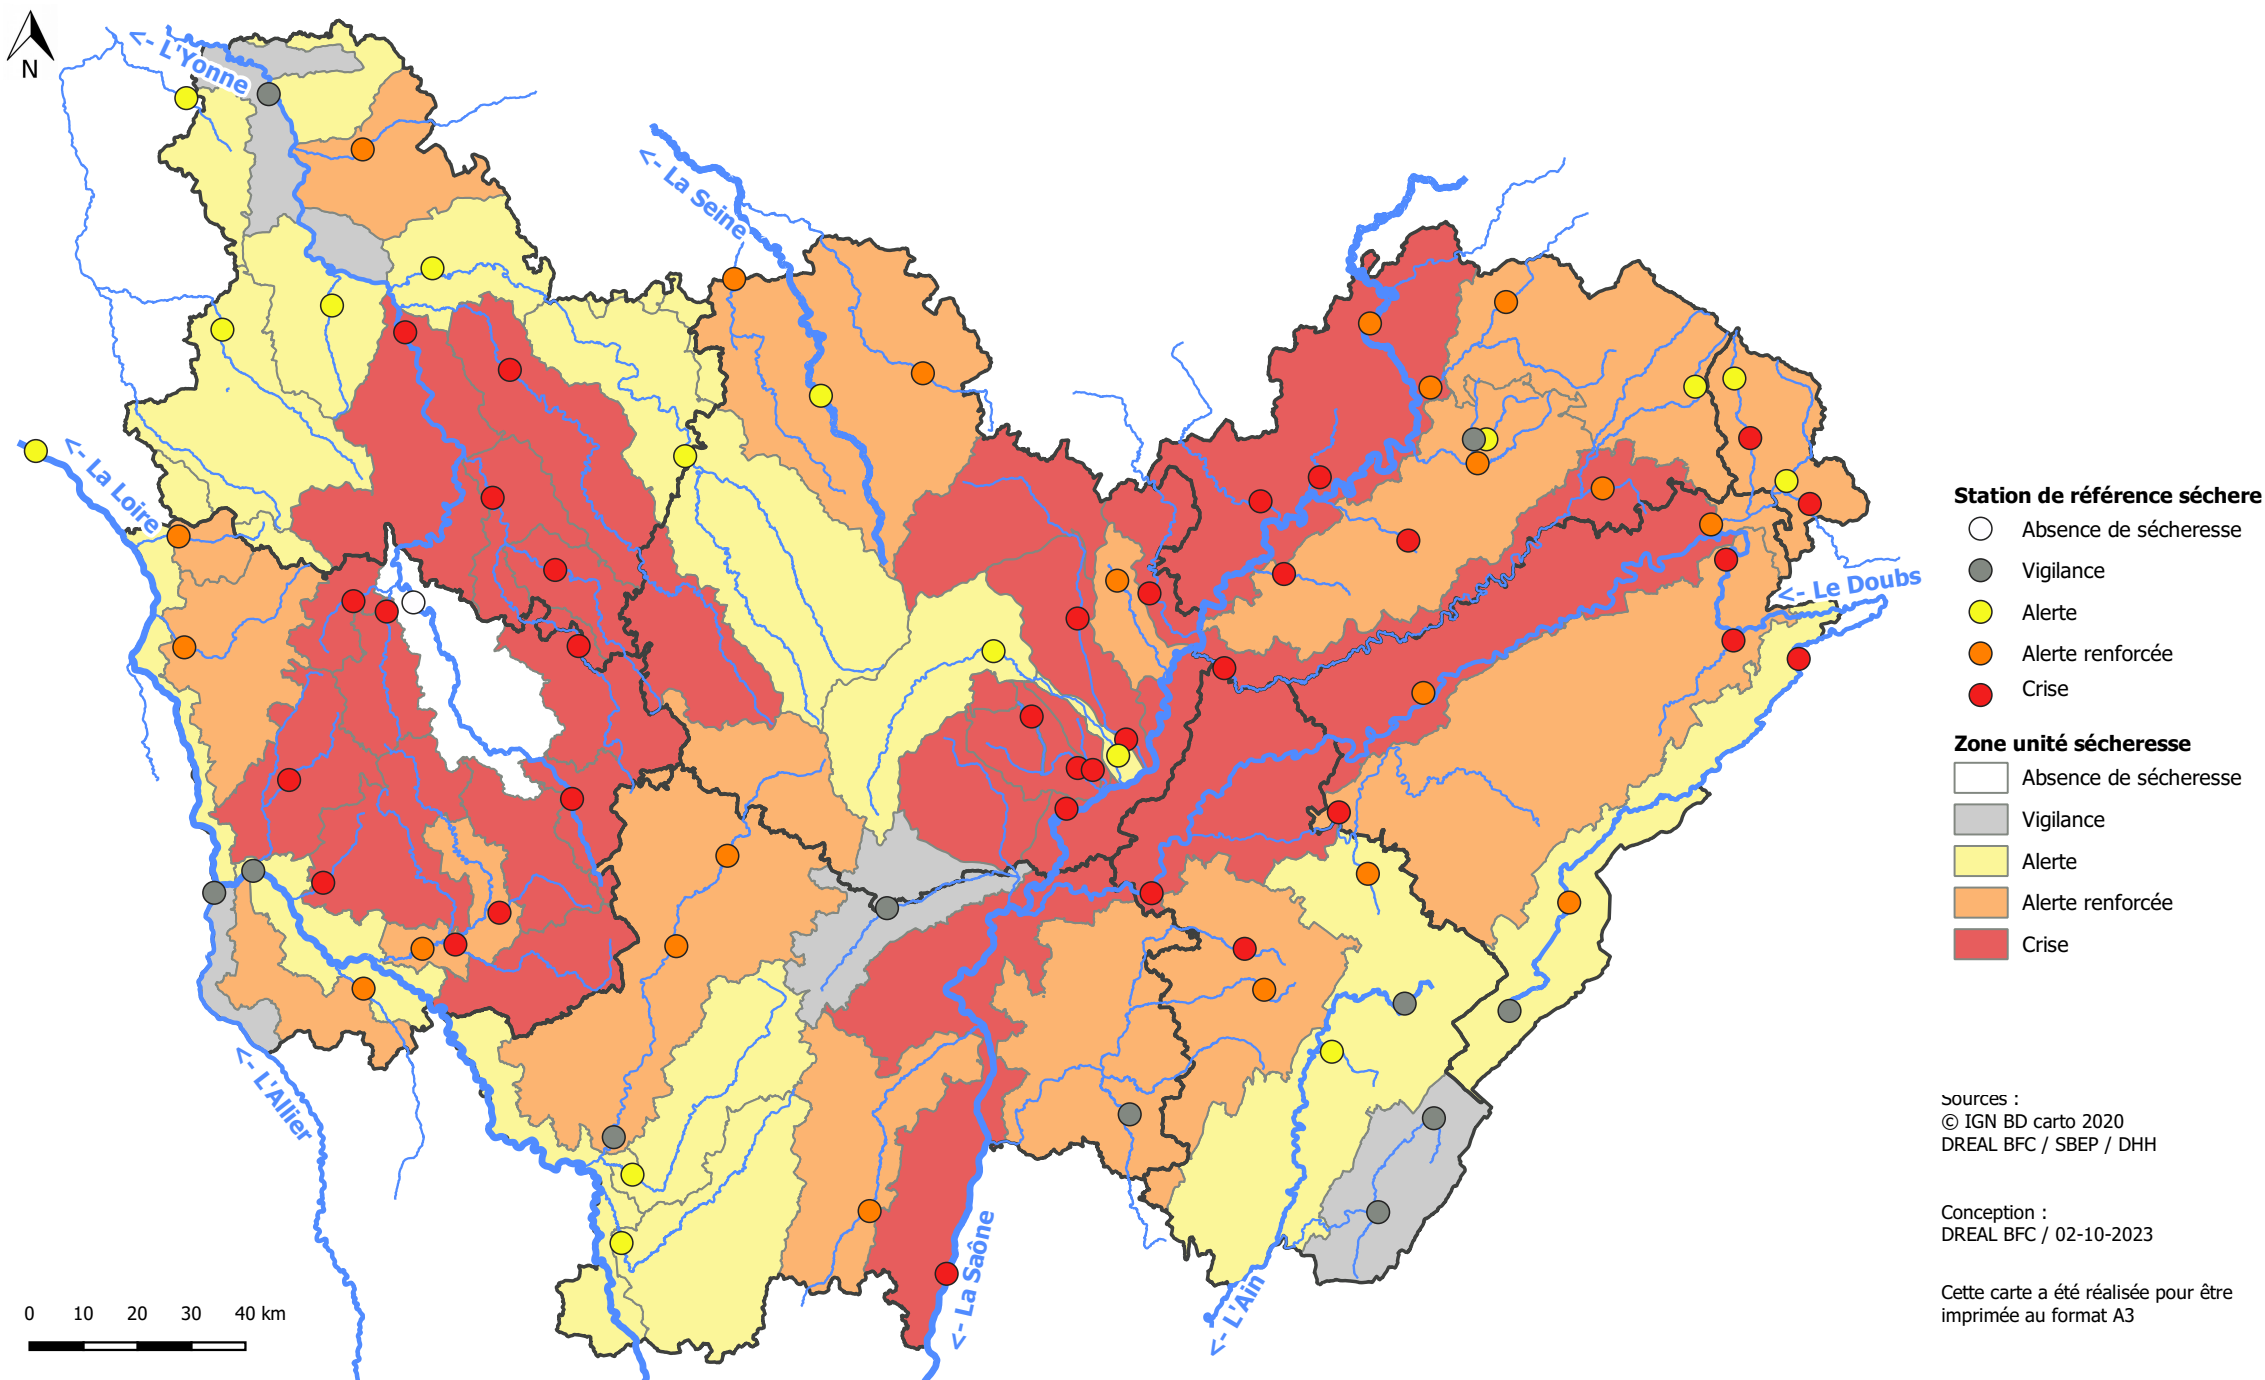 N
<- L'Yonne
<- La Seine
<- La Loire
<- Le Doubs
<- L'Allier
<- La Saône
<- L'Ain
0 10 20 30 40 km
Station de référence séchere
Absence de sécheresse
Vigilance
Alerte
Alerte renforcée
Crise
Zone unité sécheresse
Absence de sécheresse
Vigilance
Alerte
Alerte renforcée
Crise
Sources :
© IGN BD carto 2020
DREAL BFC / SBEP / DHH
Conception :
DREAL BFC / 02-10-2023
Cette carte a été réalisée pour être
imprimée au format A3